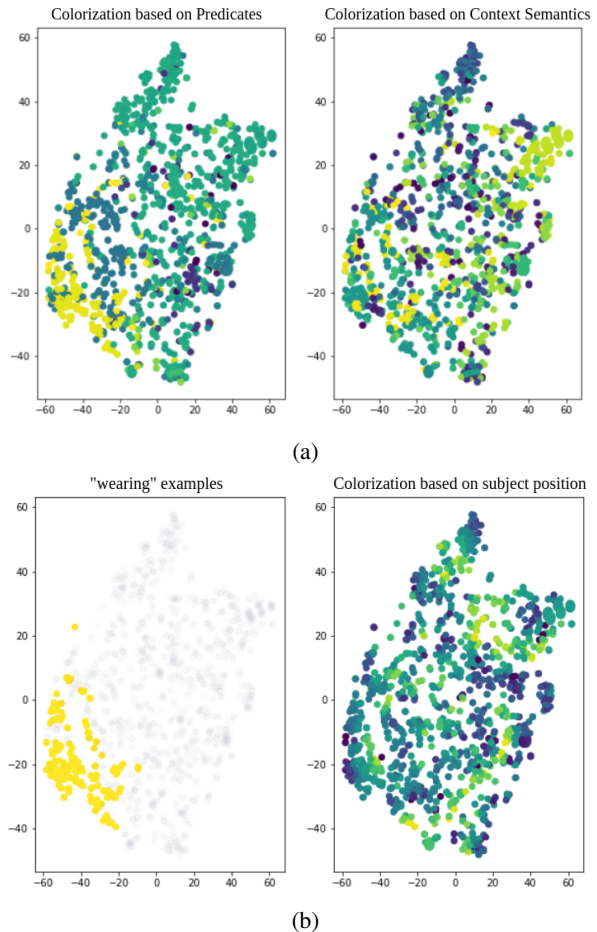 Colorization based on Predicates
Colorization based on Context Semantics
60
40
20
0
−20
−40
−60 −40 −20 0 20 40 60
60
40
20
0
−20
−40
−60 −40 −20 0 20 40 60
(a)
"wearing" examples
Colorization based on subject position
60
40
20
0
−20
−40
−60 −40 −20 0 20 40 60
60
40
20
0
−20
−40
−60 −40 −20 0 20 40 60
(b)